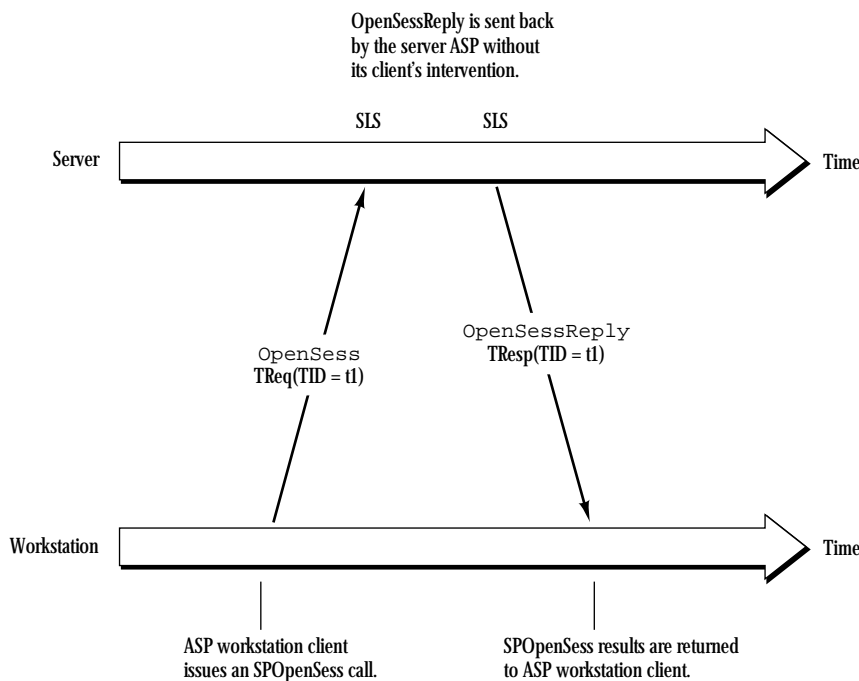 OpenSessReply is sent back
by the server ASP without
its client's intervention.
SLS
SLS
Server
Time
OpenSess
TReq(TID = t1)
OpenSessReply
TResp(TID = t1)
Workstation
Time
ASP workstation client
issues an SPOpenSess call.
SPOpenSess results are returned
to ASP workstation client.